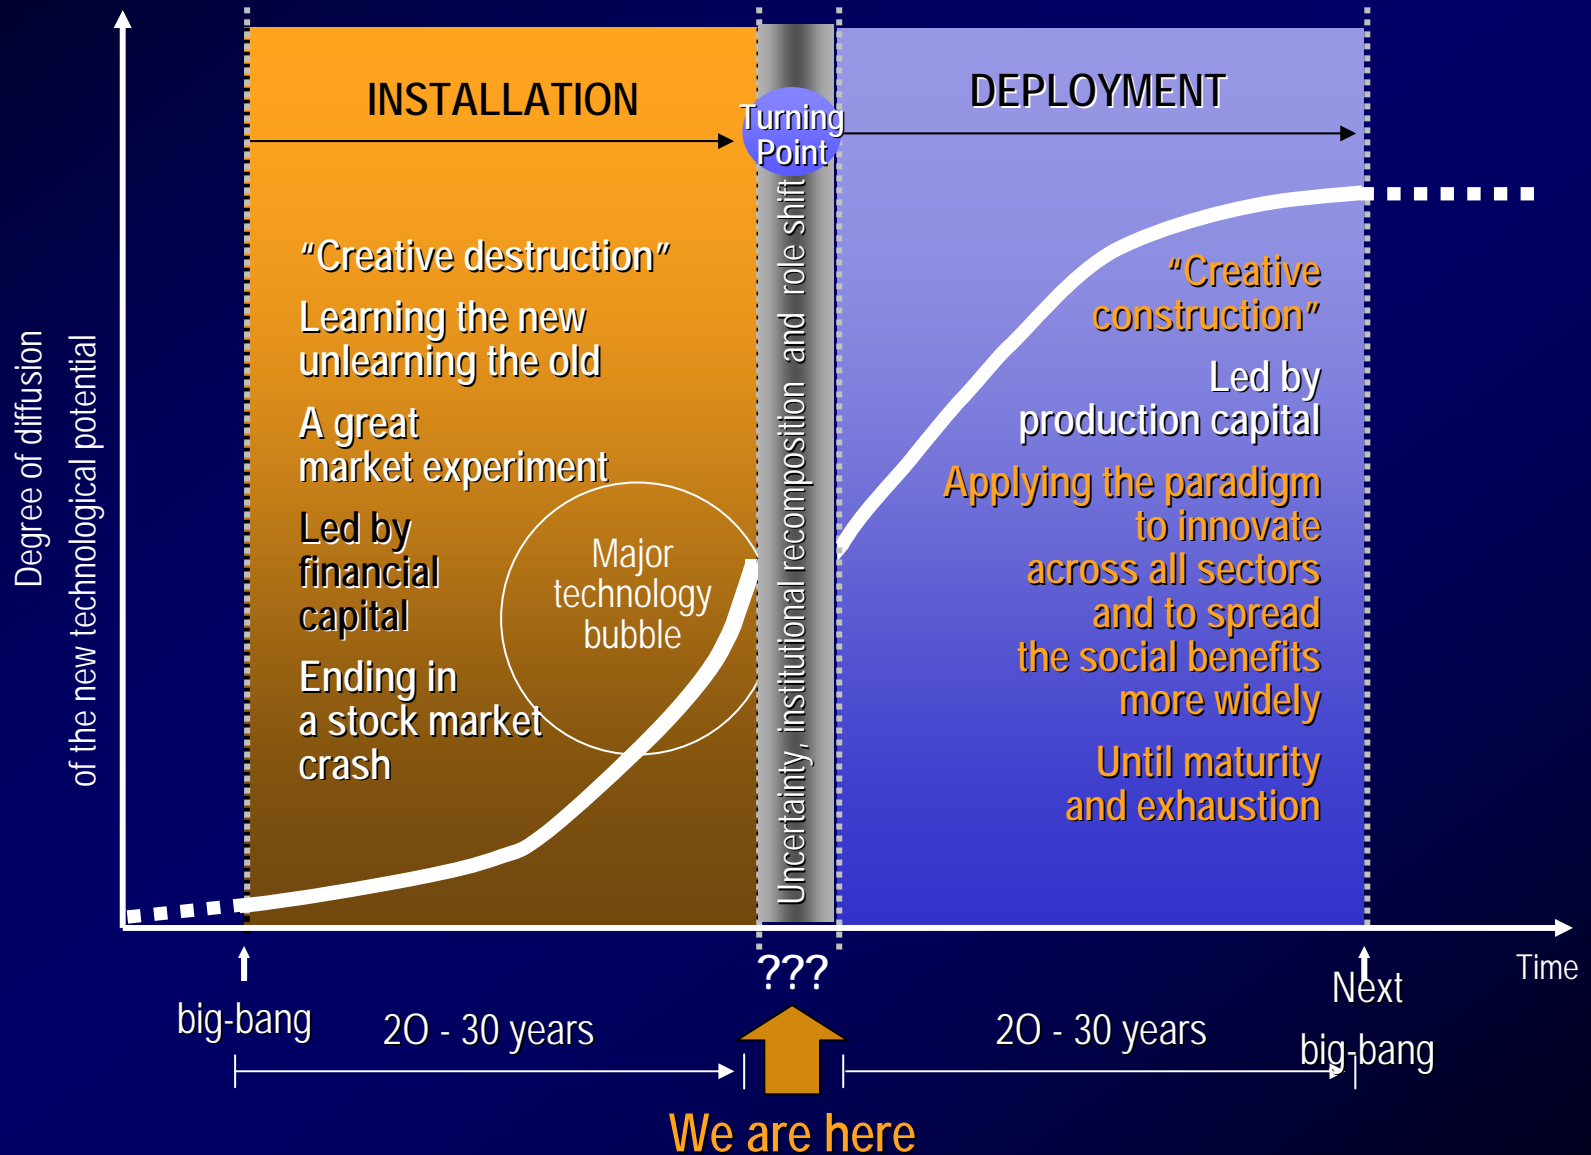 INSTALLATION
DEPLOYMENT
Turning
Point
"Creative destruction"
Learning the new
unlearning the old
A great
market experiment
Led by
financial
capital
Ending in
a stock market
crash
Major
technology
bubble
Uncertainty, institutional recomposition and role shift
"Creative
construction"
Led by
production capital
Applying the paradigm
to innovate
across all sectors
and to spread
the social benefits
more widely
Until maturity
and exhaustion
Degree of diffusion
of the new technological potential
Time
big-bang
20 - 30 years
???
20 - 30 years
Next
big-bang
We are here